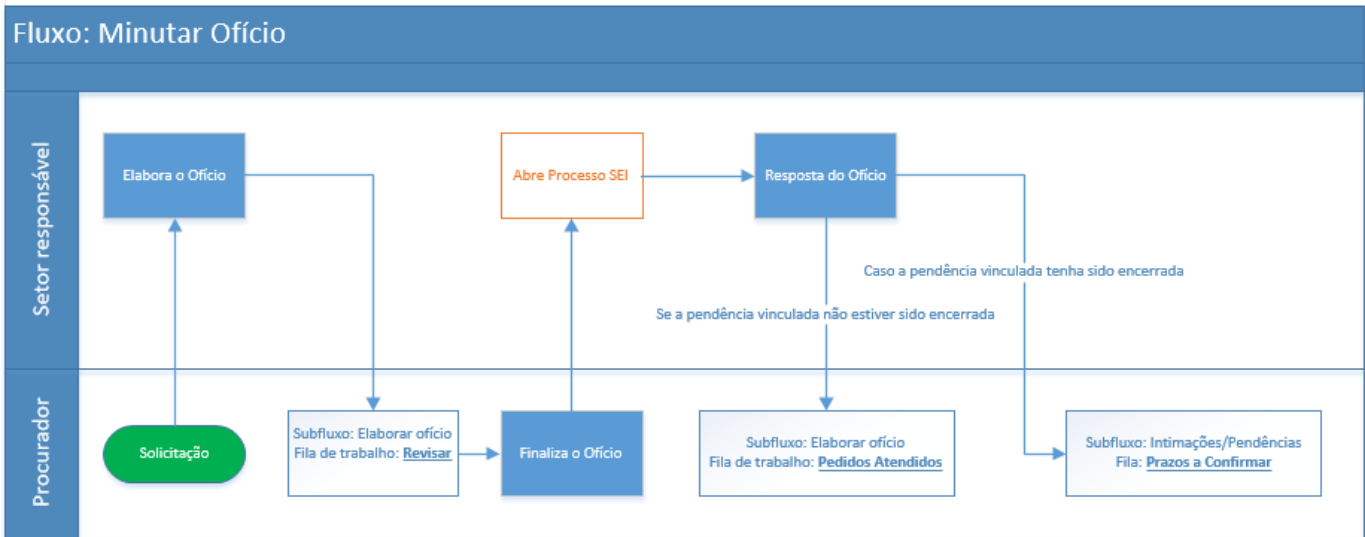 Fluxo: Minutar Ofício
Setor responsável
Elabora o Ofício
Abre Processo SEI
Resposta do Ofício
Caso a pendência vinculada tenha sido encerrada
Se a pendência vinculada não estiver sido encerrada
Procurador
Solicitação
Subfluxo: Elaborar ofício
Fila de trabalho: Revisar
Finaliza o Ofício
Subfluxo: Elaborar ofício
Fila de trabalho: Pedidos Atendidos
Subfluxo: Intimações/Pendências
Fila: Prazos a Confirmar